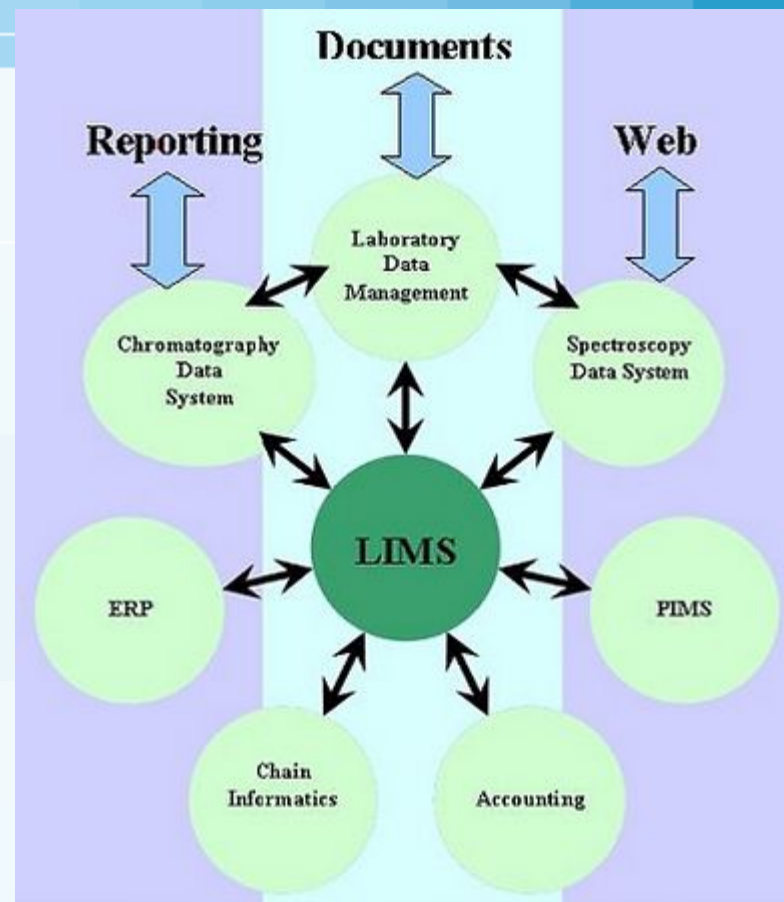 Documents
Reporting
Web
Laboratory
Data
Management
Chromatography
Data
System
Spectroscopy
Data System
LIMS
ERP
PIMS
Chain
Informatics
Accounting